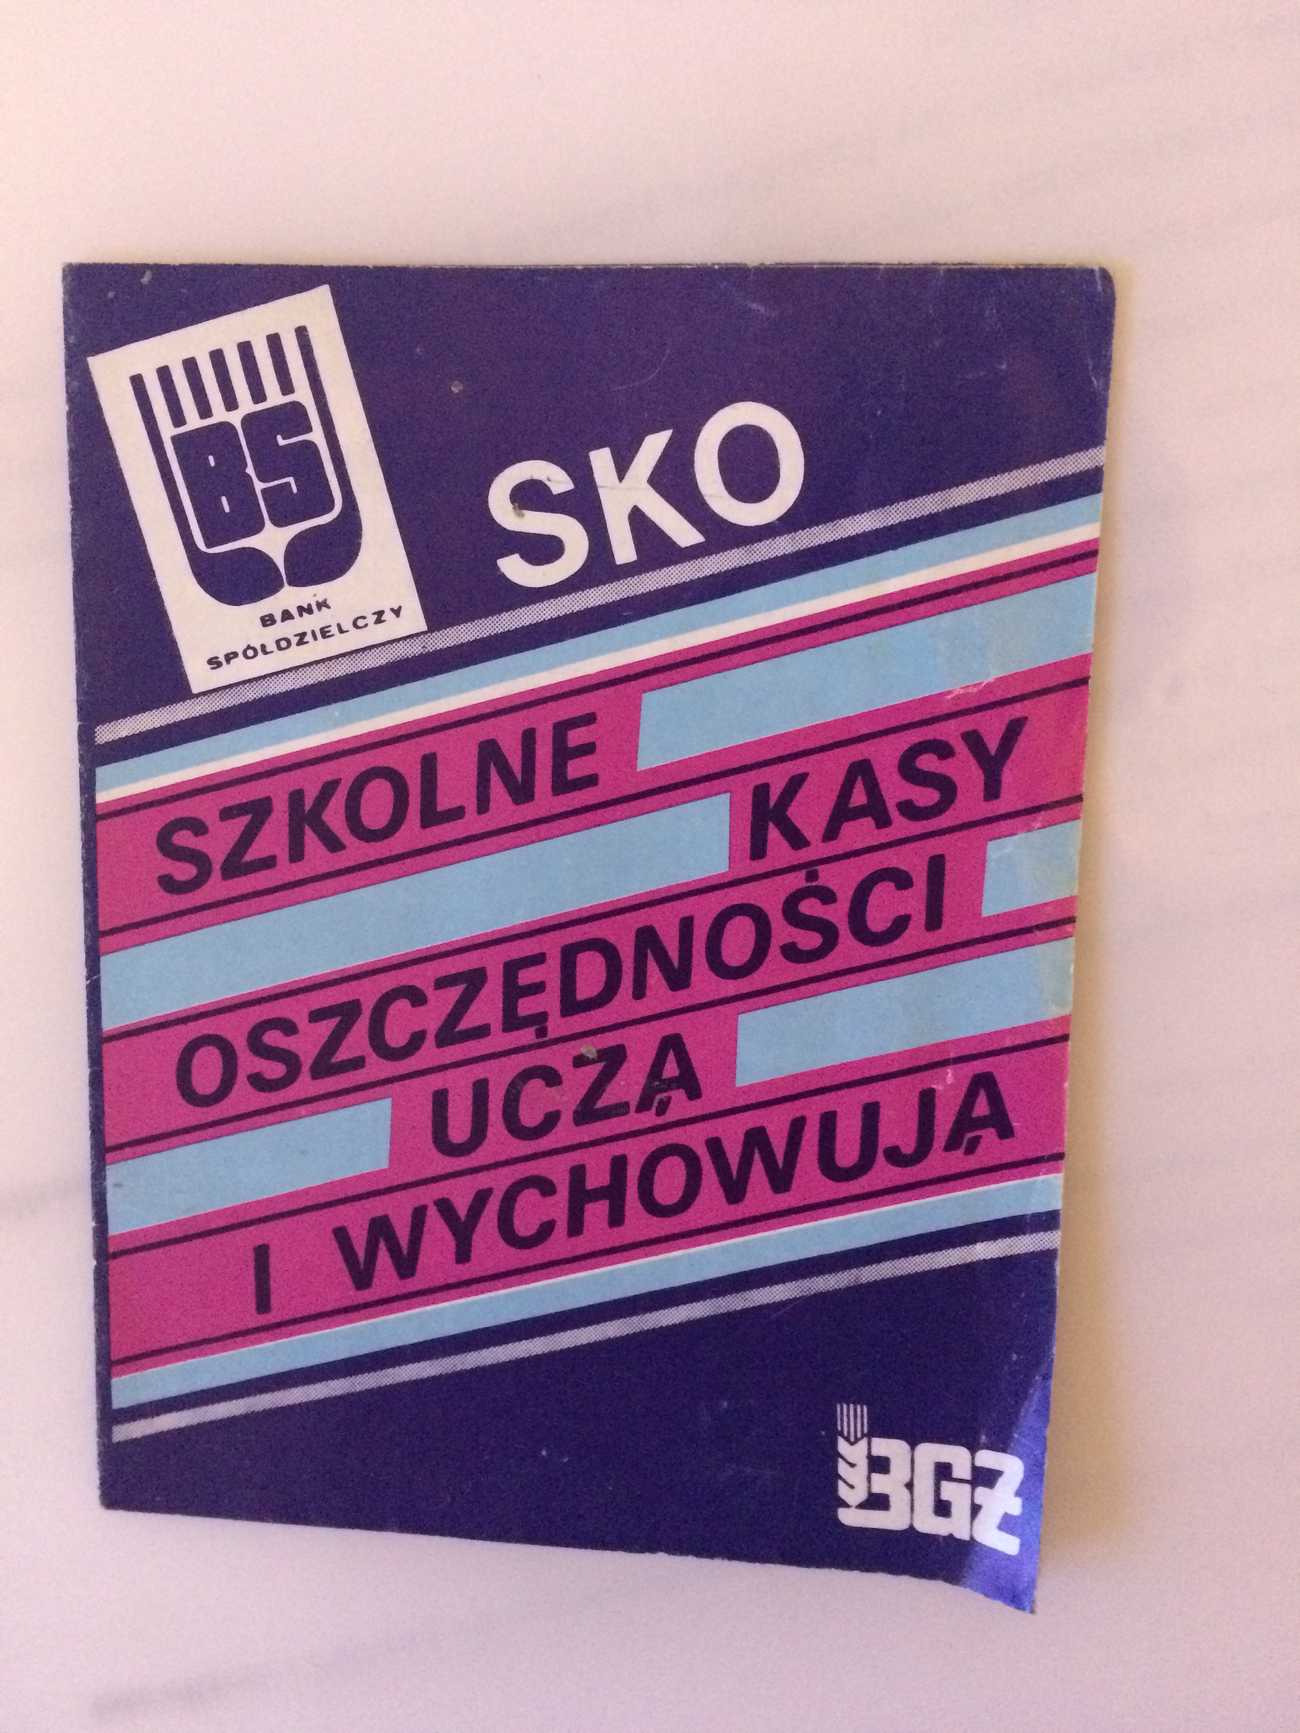 BS
BANK
SPÓŁDZIELCZY
SKO
SZKOLNE
KASY
OSZCZĘDNOŚCI
UCZĄ
I WYCHOWUJĄ
BGŻ